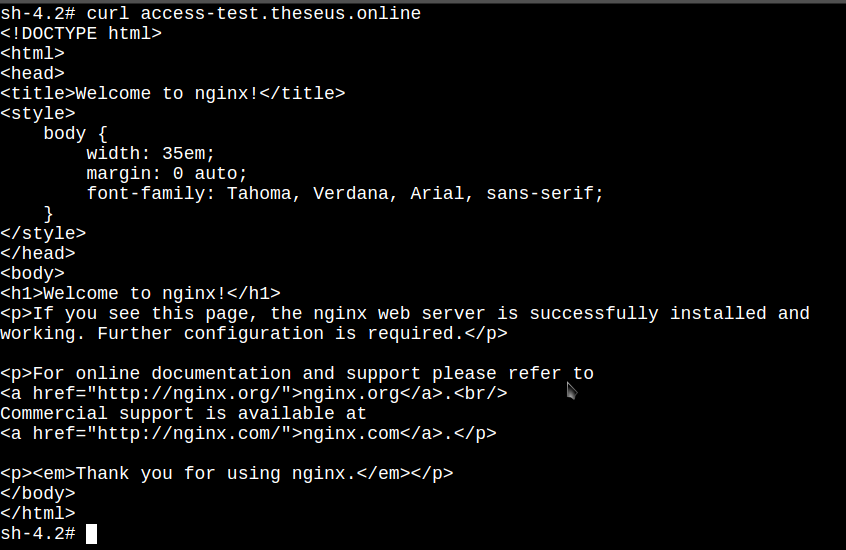 sh-4.2# curl access-test.theseus.online
<!DOCTYPE html>
<html>
<head>
<title>Welcome to nginx!</title>
<style>
    body {
        width: 35em;
        margin: 0 auto;
        font-family: Tahoma, Verdana, Arial, sans-serif;
    }
</style>
</head>
<body>
<h1>Welcome to nginx!</h1>
<p>If you see this page, the nginx web server is successfully installed and
working. Further configuration is required.</p>

<p>For online documentation and support please refer to
<a href="http://nginx.org/">nginx.org</a>.<br/>
Commercial support is available at
<a href="http://nginx.com/">nginx.com</a>.</p>

<p><em>Thank you for using nginx.</em></p>
</body>
</html>
sh-4.2#